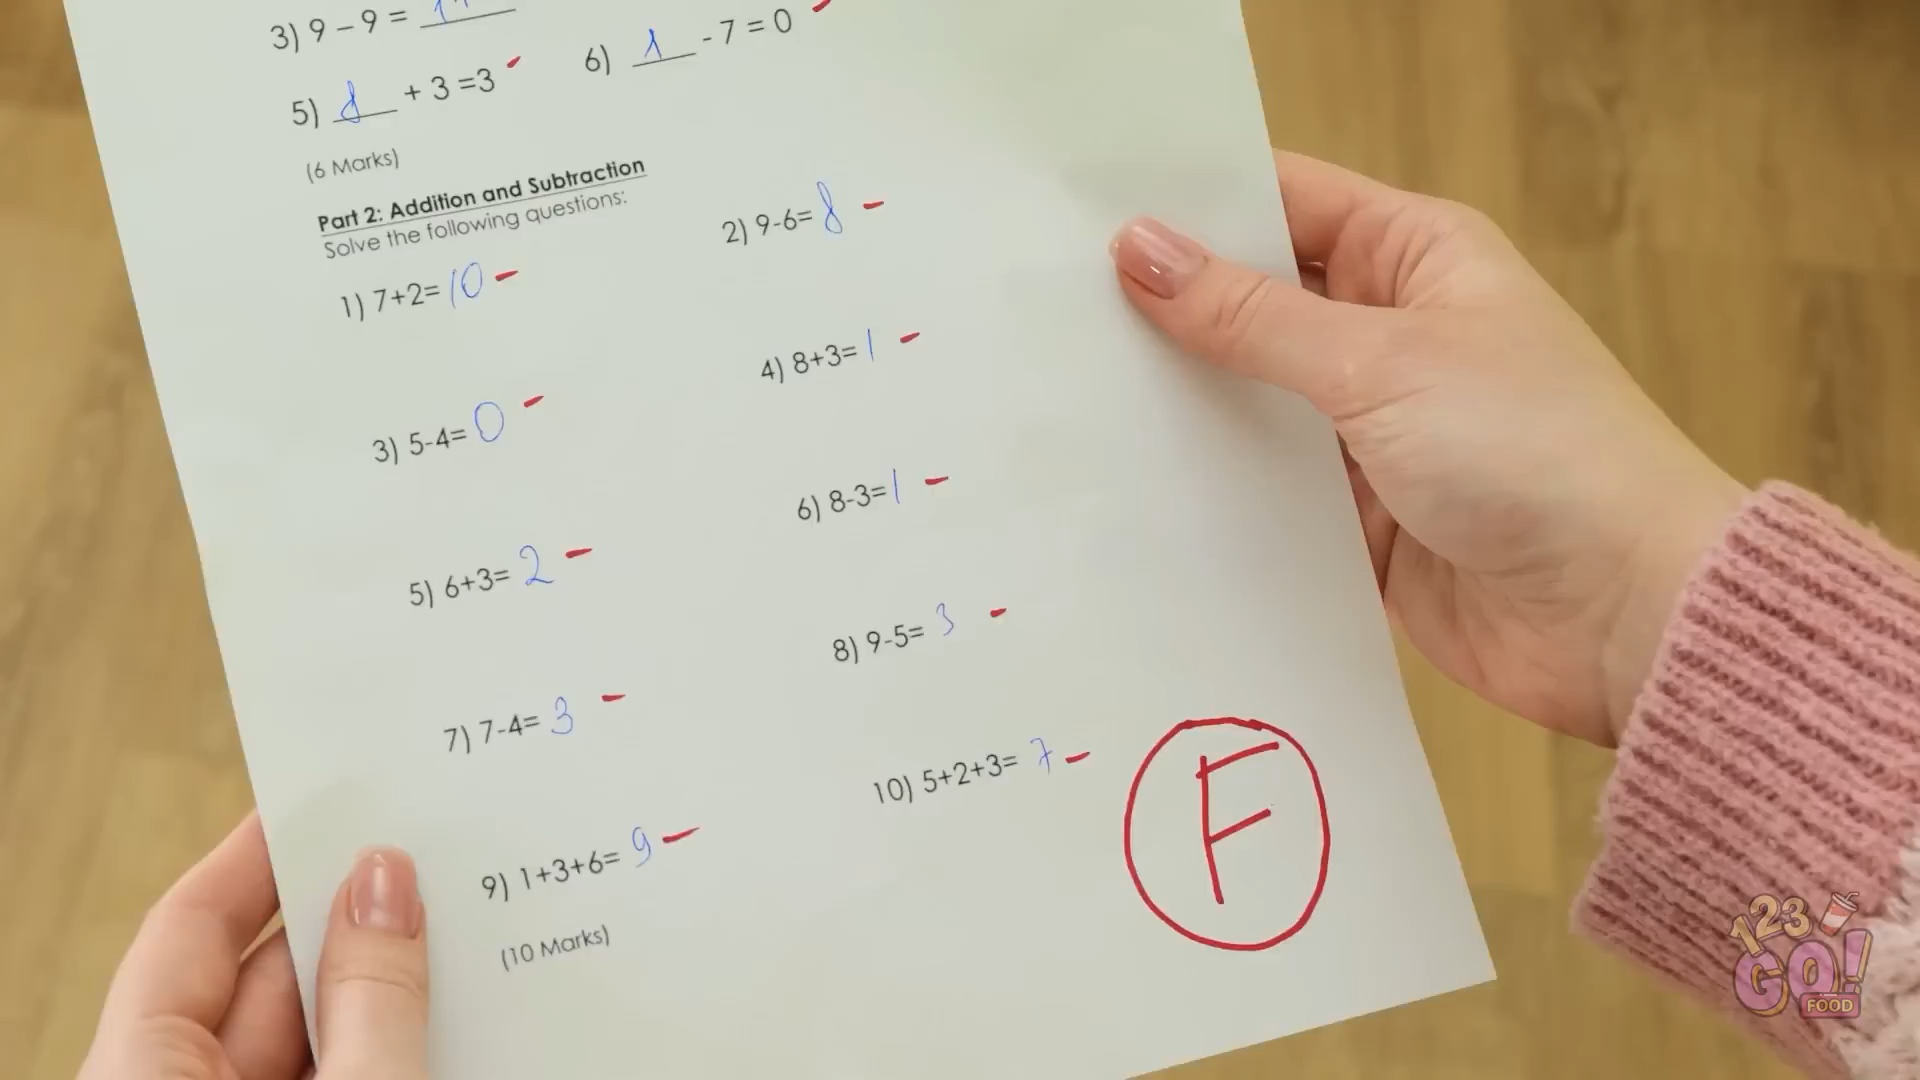 3) 9 – 9 =
5) 8 + 3 =3
6) 1 - 7 = 0
(6 Marks)
Part 2: Addition and Subtraction
Solve the following questions:
1) 7+2= 10
2) 9-6= 8
3) 5-4= 0
4) 8+3= 1
5) 6+3= 2
6) 8-3= 1
7) 7-4= 3
8) 9-5= 3
9) 1+3+6= 9
10) 5+2+3= 7
(10 Marks)
F
123 GO! FOOD